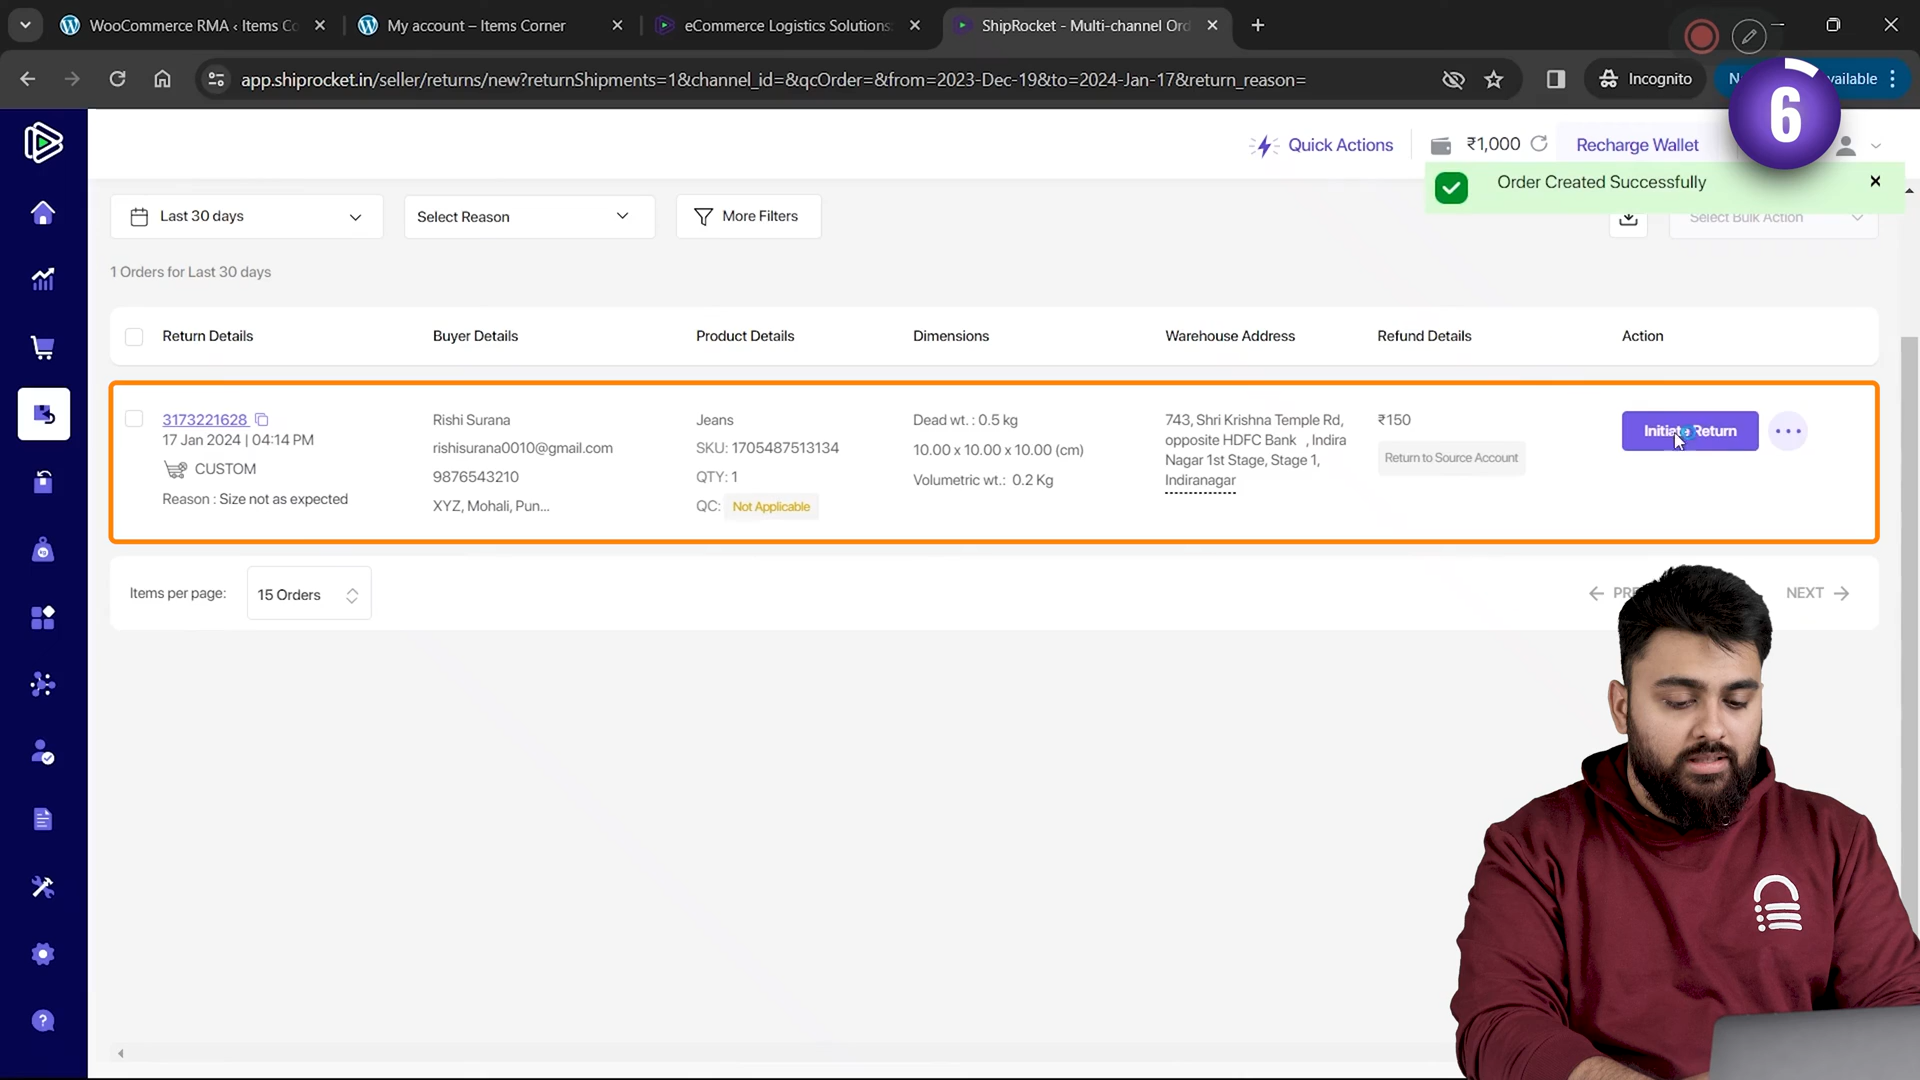 WooCommerce RMA ‹ Items Co
My account – Items Corner
eCommerce Logistics Solutions
ShipRocket - Multi-channel Ord
app.shiprocket.in/seller/returns/new?returnShipments=1&channel_id=&qcOrder=&from=2023-Dec-19&to=2024-Jan-17&return_reason=
Incognito
6
Quick Actions
₹1,000
Recharge Wallet
Order Created Successfully
Last 30 days
Select Reason
More Filters
Select Bulk Action
1 Orders for Last 30 days
Return Details
Buyer Details
Product Details
Dimensions
Warehouse Address
Refund Details
Action
3173221628
17 Jan 2024 | 04:14 PM
CUSTOM
Reason : Size not as expected
Rishi Surana
rishisurana0010@gmail.com
9876543210
XYZ, Mohali, Pun...
Jeans
SKU: 1705487513134
QTY: 1
QC: Not Applicable
Dead wt. : 0.5 kg
10.00 x 10.00 x 10.00 (cm)
Volumetric wt.: 0.2 Kg
743, Shri Krishna Temple Rd,
opposite HDFC Bank , Indira
Nagar 1st Stage, Stage 1,
Indiranagar
₹150
Return to Source Account
Initiate Return
Items per page:
15 Orders
NEXT